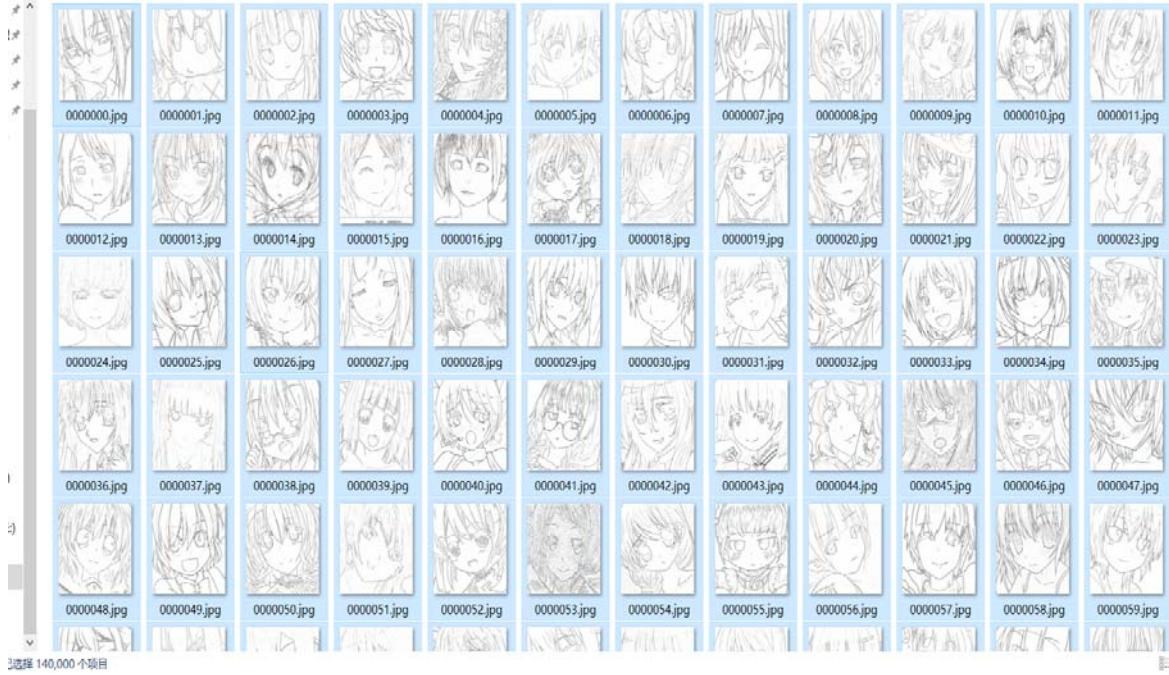 0000000.jpg 0000001.jpg 0000002.jpg 0000003.jpg 0000004.jpg 0000005.jpg 0000006.jpg 0000007.jpg 0000008.jpg 0000009.jpg 0000010.jpg 0000011.jpg
0000012.jpg 0000013.jpg 0000014.jpg 0000015.jpg 0000016.jpg 0000017.jpg 0000018.jpg 0000019.jpg 0000020.jpg 0000021.jpg 0000022.jpg 0000023.jpg
0000024.jpg 0000025.jpg 0000026.jpg 0000027.jpg 0000028.jpg 0000029.jpg 0000030.jpg 0000031.jpg 0000032.jpg 0000033.jpg 0000034.jpg 0000035.jpg
0000036.jpg 0000037.jpg 0000038.jpg 0000039.jpg 0000040.jpg 0000041.jpg 0000042.jpg 0000043.jpg 0000044.jpg 0000045.jpg 0000046.jpg 0000047.jpg
0000048.jpg 0000049.jpg 0000050.jpg 0000051.jpg 0000052.jpg 0000053.jpg 0000054.jpg 0000055.jpg 0000056.jpg 0000057.jpg 0000058.jpg 0000059.jpg
已选择 140,000 个项目